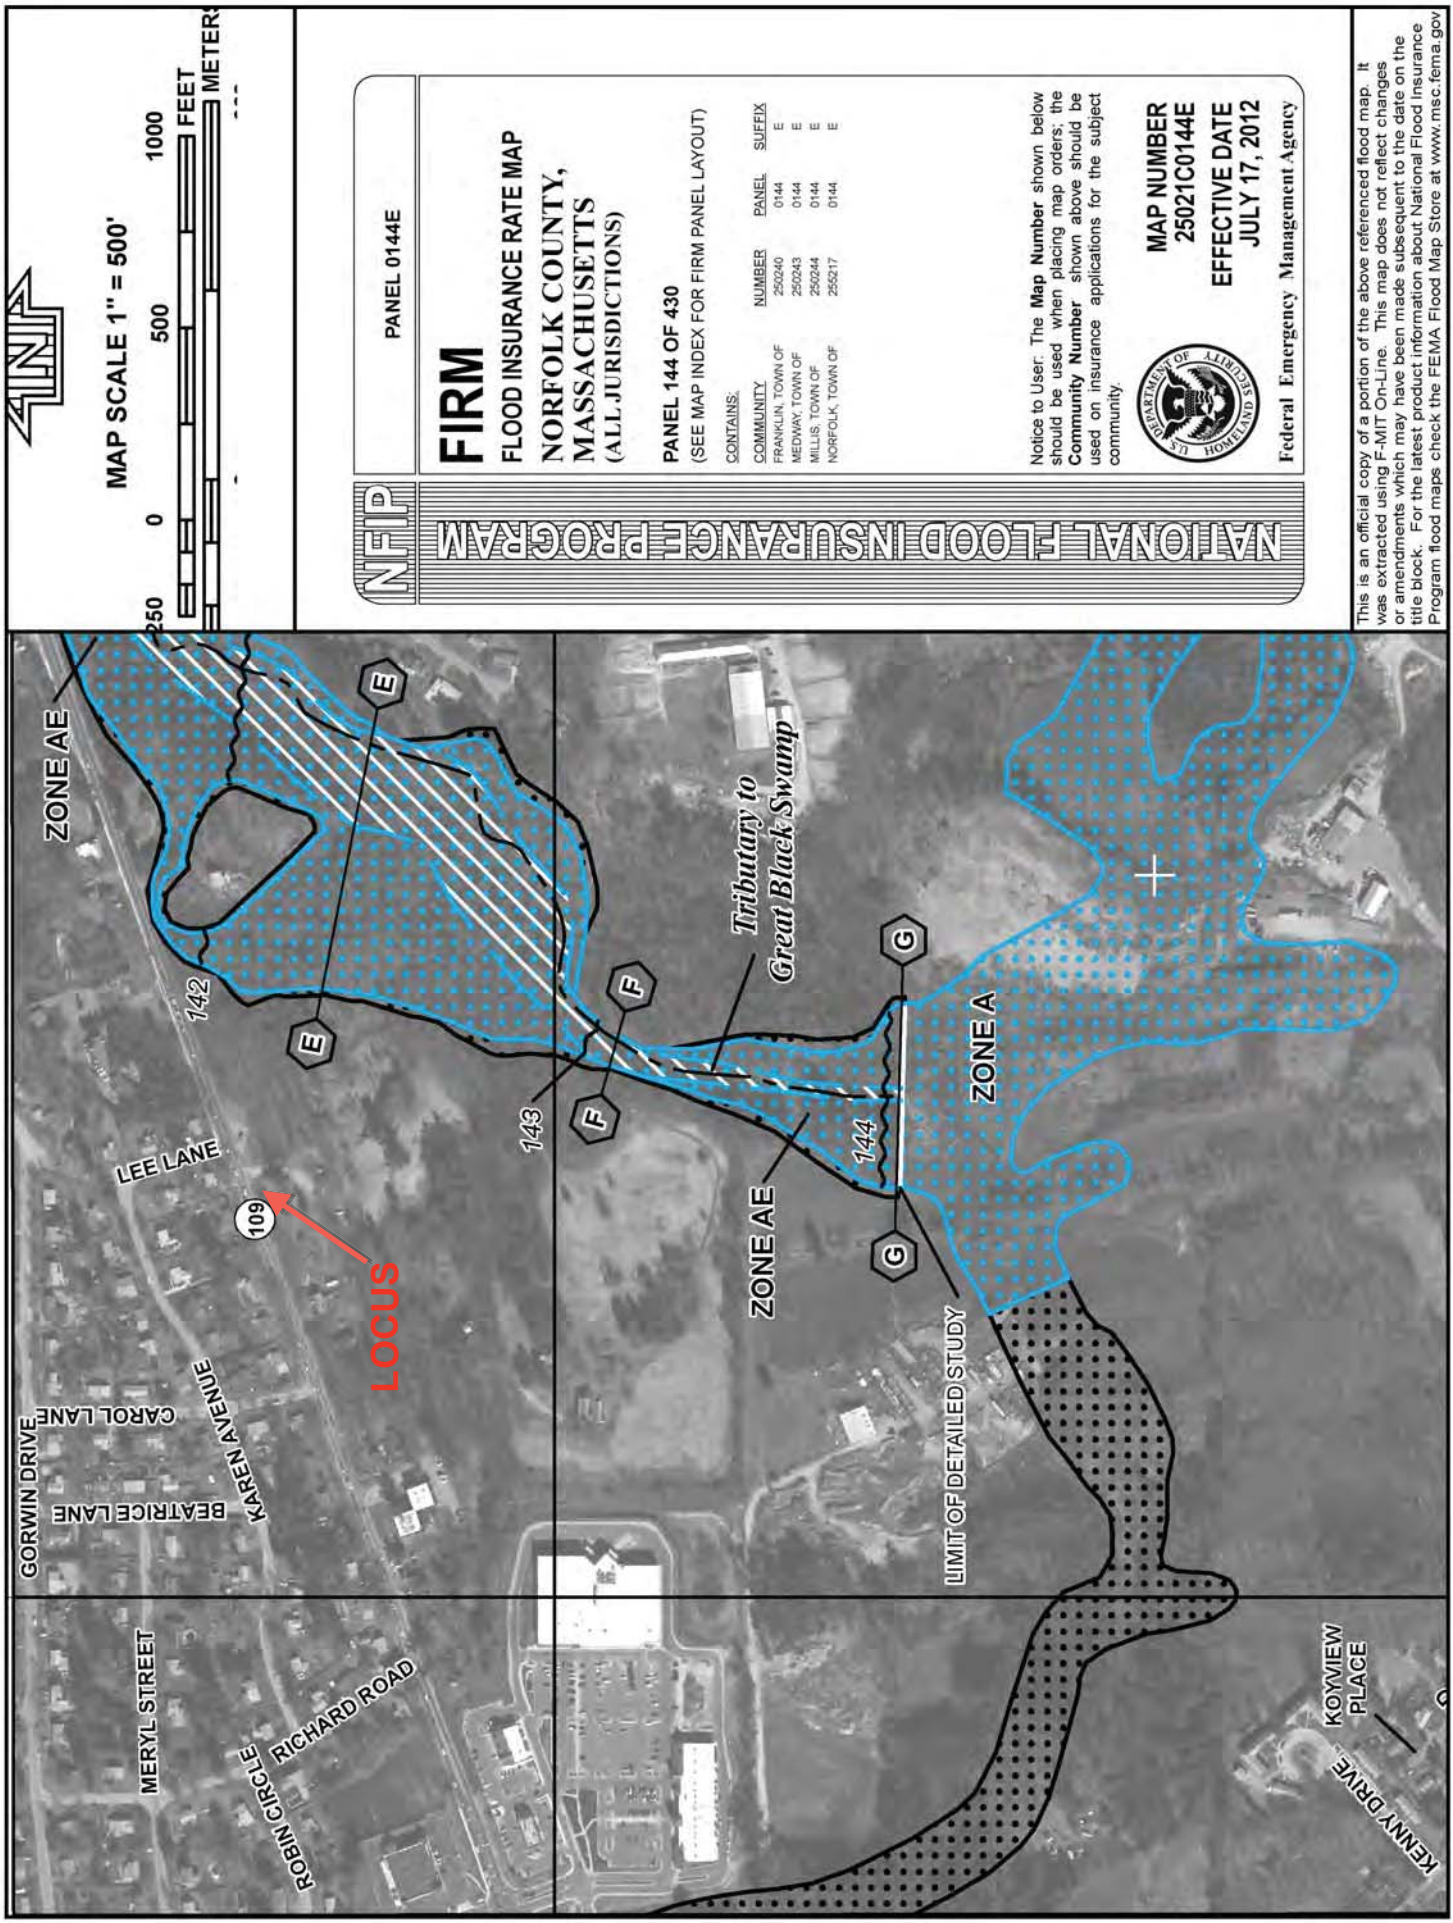 MAP SCALE 1" = 500'
250 0 500 1000
FEET
METERS
NFIP
PANEL 0144E
FIRM
FLOOD INSURANCE RATE MAP
NORFOLK COUNTY,
MASSACHUSETTS
(ALL JURISDICTIONS)
PANEL 144 OF 430
(SEE MAP INDEX FOR FIRM PANEL LAYOUT)
CONTAINS:
COMMUNITY NUMBER PANEL SUFFIX
FRANKLIN, TOWN OF 250240 0144 E
MEDWAY, TOWN OF 250243 0144 E
MILLIS, TOWN OF 250244 0144 E
NORFOLK, TOWN OF 255217 0144 E
Notice to User: The Map Number shown below
should be used when placing map orders; the
Community Number shown above should be
used on insurance applications for the subject
community.
MAP NUMBER
25021C0144E
EFFECTIVE DATE
JULY 17, 2012
U.S. DEPARTMENT OF HOMELAND SECURITY
Federal Emergency Management Agency
NATIONAL FLOOD INSURANCE PROGRAM
This is an official copy of a portion of the above referenced flood map. It
was extracted using F-MIT On-Line. This map does not reflect changes
or amendments which may have been made subsequent to the date on the
title block. For the latest product information about National Flood Insurance
Program flood maps check the FEMA Flood Map Store at www.msc.fema.gov
GORWIN DRIVE
CAROL LANE
BEATRICE LANE
KAREN AVENUE
LEE LANE
MERYL STREET
ROBIN CIRCLE
RICHARD ROAD
109
LOCUS
ZONE AE
142
E
E
143
F
F
Tributary to
Great Black Swamp
ZONE AE
144
G
G
ZONE A
LIMIT OF DETAILED STUDY
KOYVIEW
PLACE
KENNY DRIVE